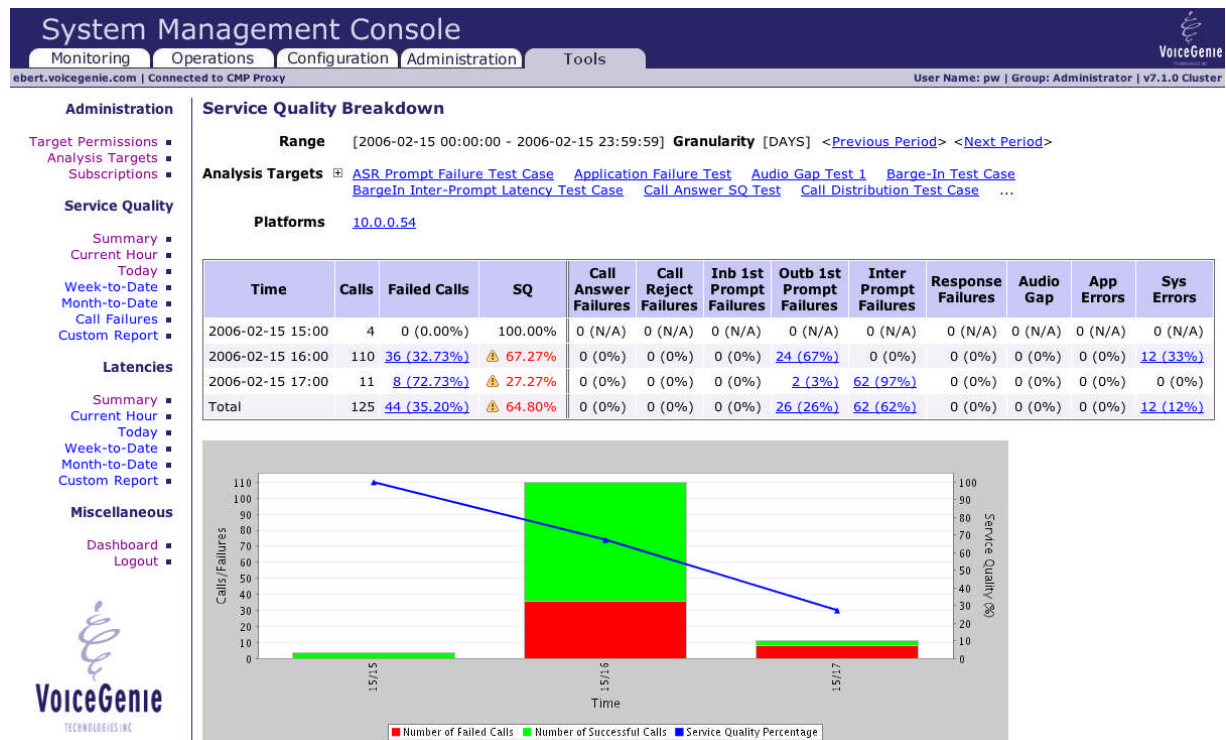 System Management Console
VoiceGenie
Monitoring Operations Configuration Administration Tools
ebert.voicegenie.com | Connected to CMP Proxy User Name: pw | Group: Administrator | v7.1.0 Cluster
Administration
Target Permissions
Analysis Targets
Subscriptions
Service Quality
Summary
Current Hour
Today
Week-to-Date
Month-to-Date
Call Failures
Custom Report
Latencies
Summary
Current Hour
Today
Week-to-Date
Month-to-Date
Custom Report
Miscellaneous
Dashboard
Logout
VoiceGenie
TECHNOLOGIES INC
Service Quality Breakdown
Range [2006-02-15 00:00:00 - 2006-02-15 23:59:59] Granularity [DAYS] <Previous Period> <Next Period>
Analysis Targets ASR Prompt Failure Test Case Application Failure Test Audio Gap Test 1 Barge-In Test Case
BargeIn Inter-Prompt Latency Test Case Call Answer SQ Test Call Distribution Test Case ...
Platforms 10.0.0.54
Time Calls Failed Calls SQ Call Answer Failures Call Reject Failures Inb 1st Prompt Failures Outb 1st Prompt Failures Inter Prompt Failures Response Failures Audio Gap App Errors Sys Errors
2006-02-15 15:00 4 0 (0.00%) 100.00% 0 (N/A) 0 (N/A) 0 (N/A) 0 (N/A) 0 (N/A) 0 (N/A) 0 (N/A) 0 (N/A) 0 (N/A)
2006-02-15 16:00 110 36 (32.73%) 67.27% 0 (0%) 0 (0%) 0 (0%) 24 (67%) 0 (0%) 0 (0%) 0 (0%) 0 (0%) 12 (33%)
2006-02-15 17:00 11 8 (72.73%) 27.27% 0 (0%) 0 (0%) 0 (0%) 2 (3%) 62 (97%) 0 (0%) 0 (0%) 0 (0%) 0 (0%)
Total 125 44 (35.20%) 64.80% 0 (0%) 0 (0%) 0 (0%) 26 (26%) 62 (62%) 0 (0%) 0 (0%) 0 (0%) 12 (12%)
Calls/Failures
110
100
90
80
70
60
50
40
30
20
10
0
100
90
80
70
60
50
40
30
20
10
0
Service Quality (%)
15/15 15/16 15/17
Time
Number of Failed Calls Number of Successful Calls Service Quality Percentage